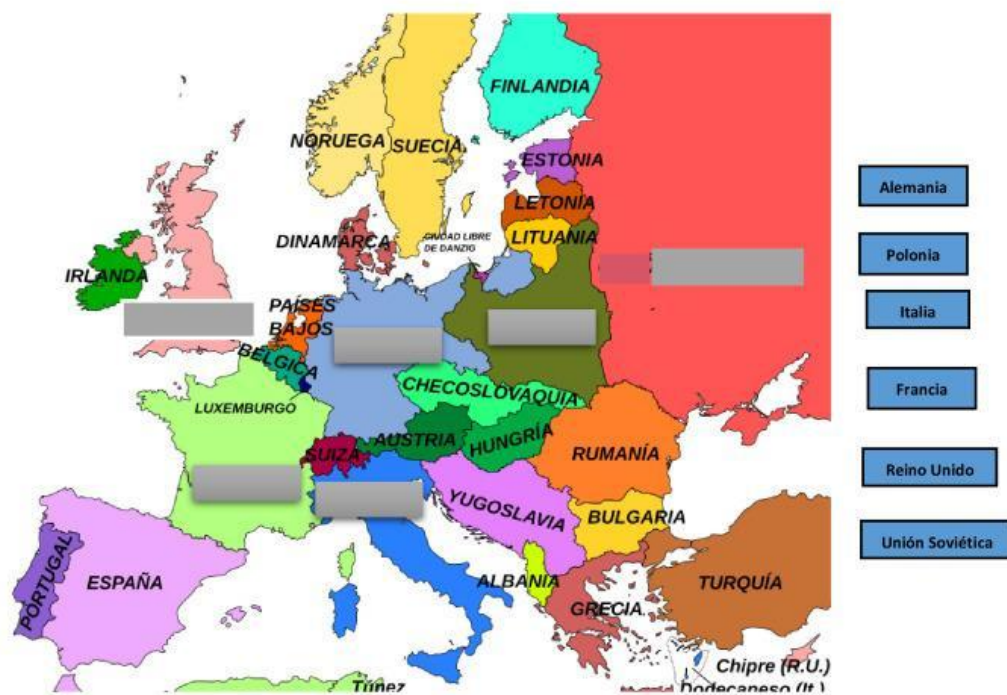 FINLANDIA
NORUEGA
SUECIA
ESTONIA
LETONÍA
LITUANIA
CIUDAD LIBRE
DE DANZIG
DINAMARCA
IRLANDA
PAÍSES
BAJOS
BÉLGICA
LUXEMBURGO
CHECOSLOVAQUIA
AUSTRIA
HUNGRÍA
SUIZA
RUMANÍA
YUGOSLAVIA
BULGARIA
PORTUGAL
ESPAÑA
ALBANIA
GRECIA
TURQUÍA
Chipre (R.U.)
Dodecaneso (It.)
Túnez
Alemania
Polonia
Italia
Francia
Reino Unido
Unión Soviética